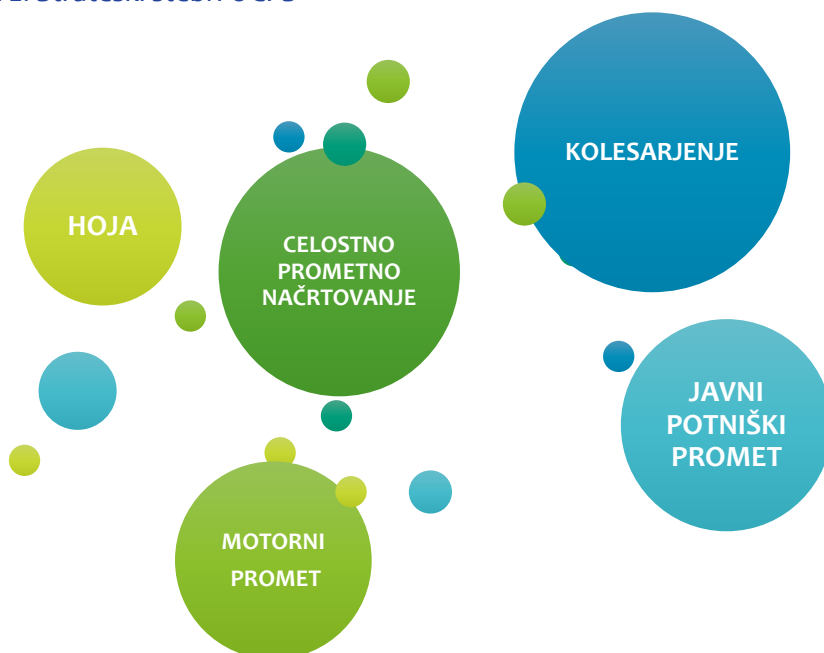 KOLESARJENJE
HOJA
CELOSTNO
PROMETNO
NAČRTOVANJE
JAVNI
POTNIŠKI
PROMET
MOTORNI
PROMET